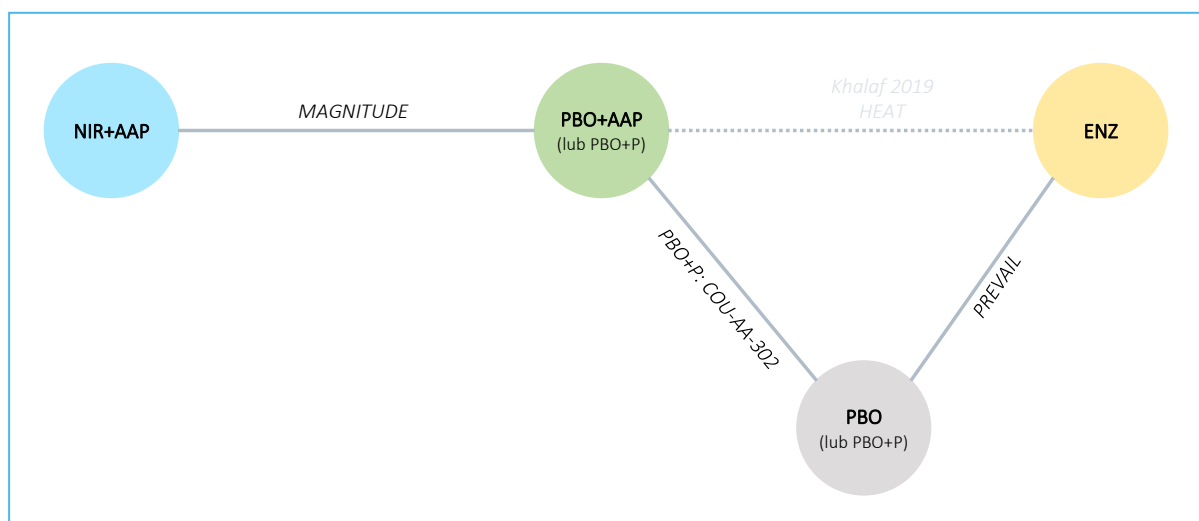 NIR+AAP
MAGNITUDE
PBO+AAP
(lub PBO+P)
Khalaf 2019
HEAT
ENZ
PBO+P: COU-AA-302
PREVAIL
PBO
(lub PBO+P)